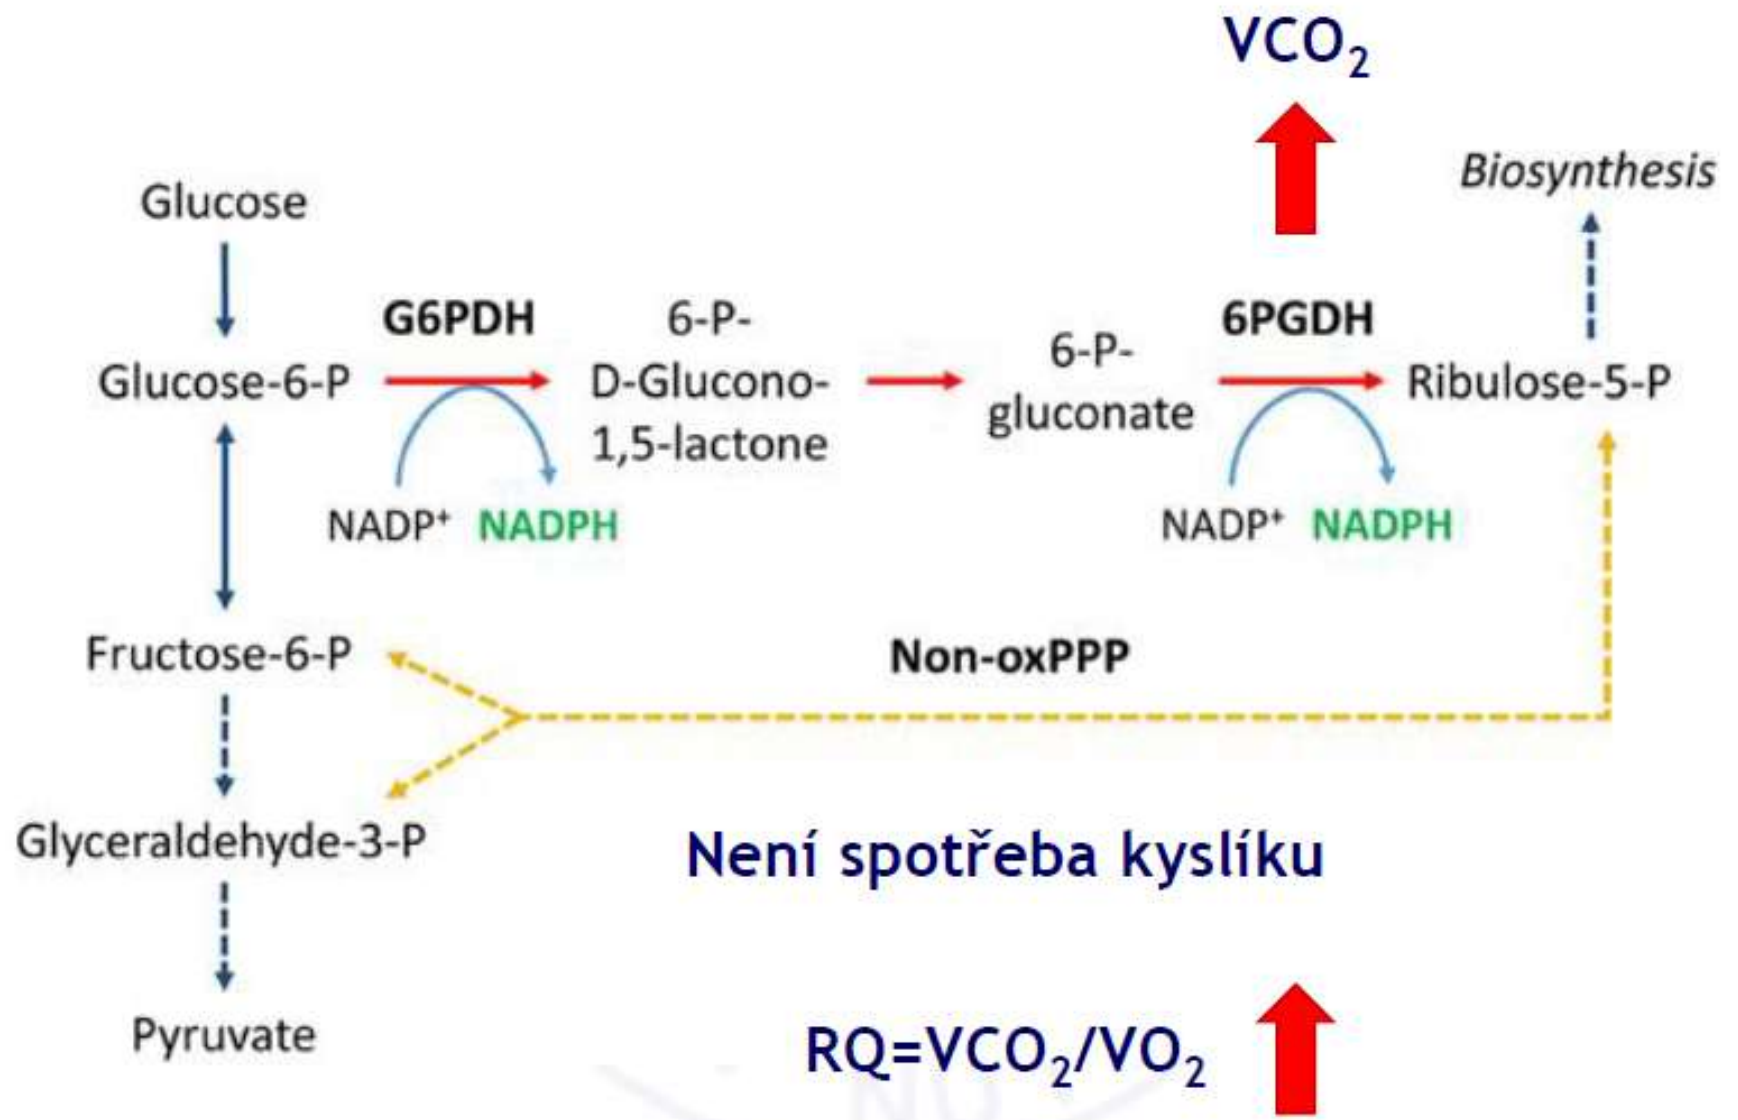 VCO₂
Biosynthesis
Glucose
G6PDH
6-P-
D-Glucono-
1,5-lactone
6-P-
gluconate
6PGDH
Glucose-6-P
Ribulose-5-P
NADP⁺ NADPH
NADP⁺ NADPH
Fructose-6-P
Non-oxPPP
Glyceraldehyde-3-P
Není spotřeba kyslíku
Pyruvate
RQ=VCO₂/VO₂
NU